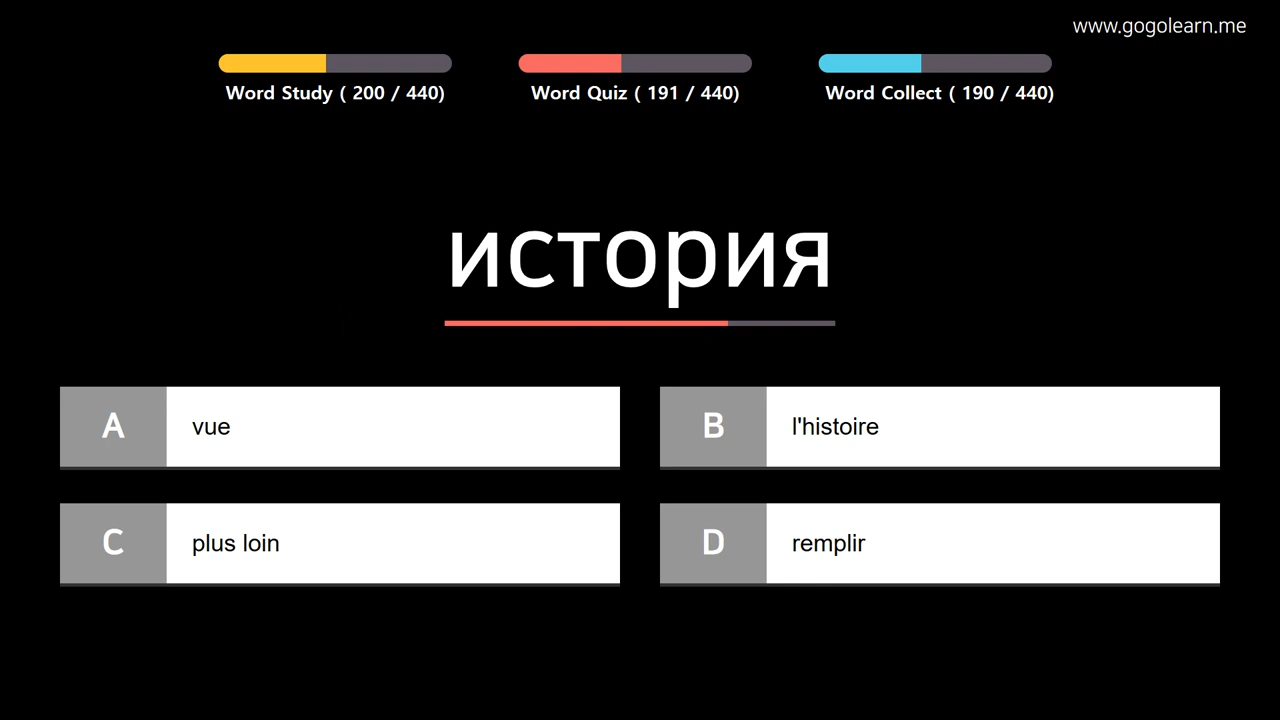 www.gogolearn.me
Word Study ( 200 / 440)
Word Quiz ( 191 / 440)
Word Collect ( 190 / 440)
история
A vue
B l'histoire
C plus loin
D remplir